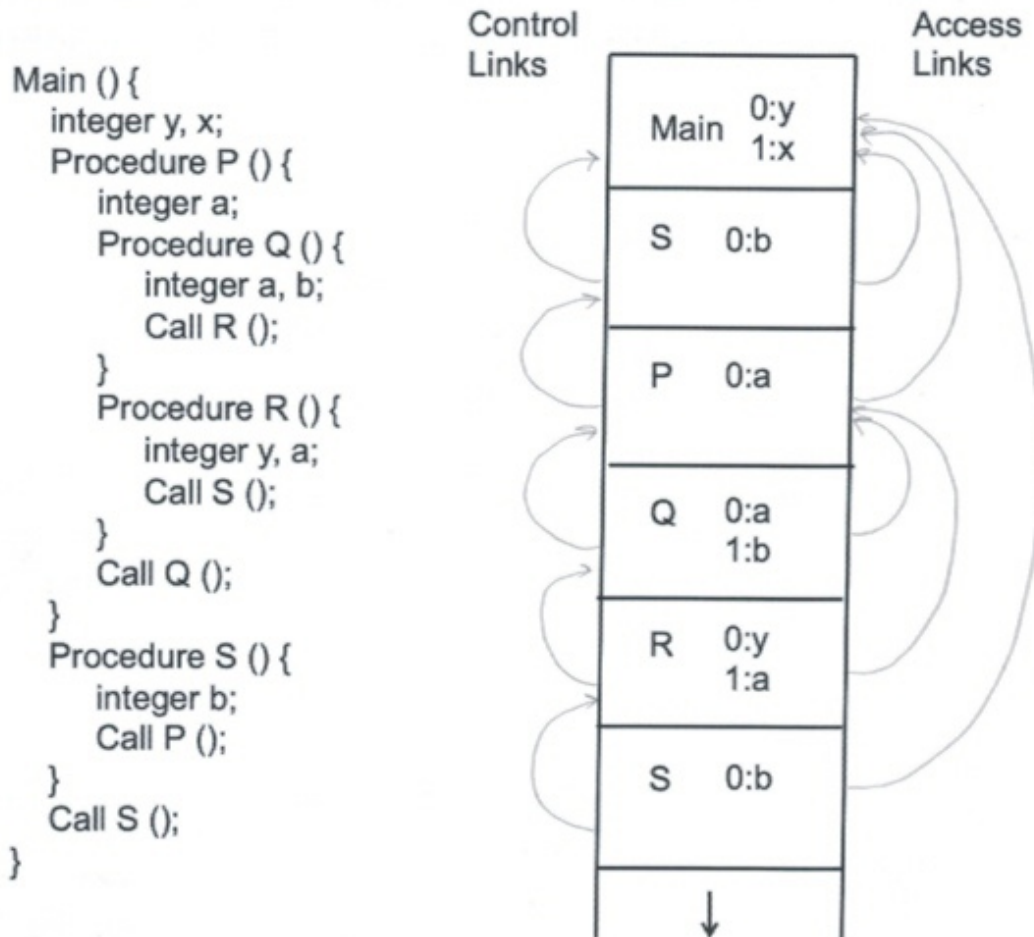 Main () {
integer y, x;
Procedure P () {
integer a;
Procedure Q () {
integer a, b;
Call R ();
}
Procedure R () {
integer y, a;
Call S ();
}
Call Q ();
}
Procedure S () {
integer b;
Call P ();
}
Call S ();
}
Control
Links
Access
Links
Main 0:y
1:x
S 0:b
P 0:a
Q 0:a
1:b
R 0:y
1:a
S 0:b